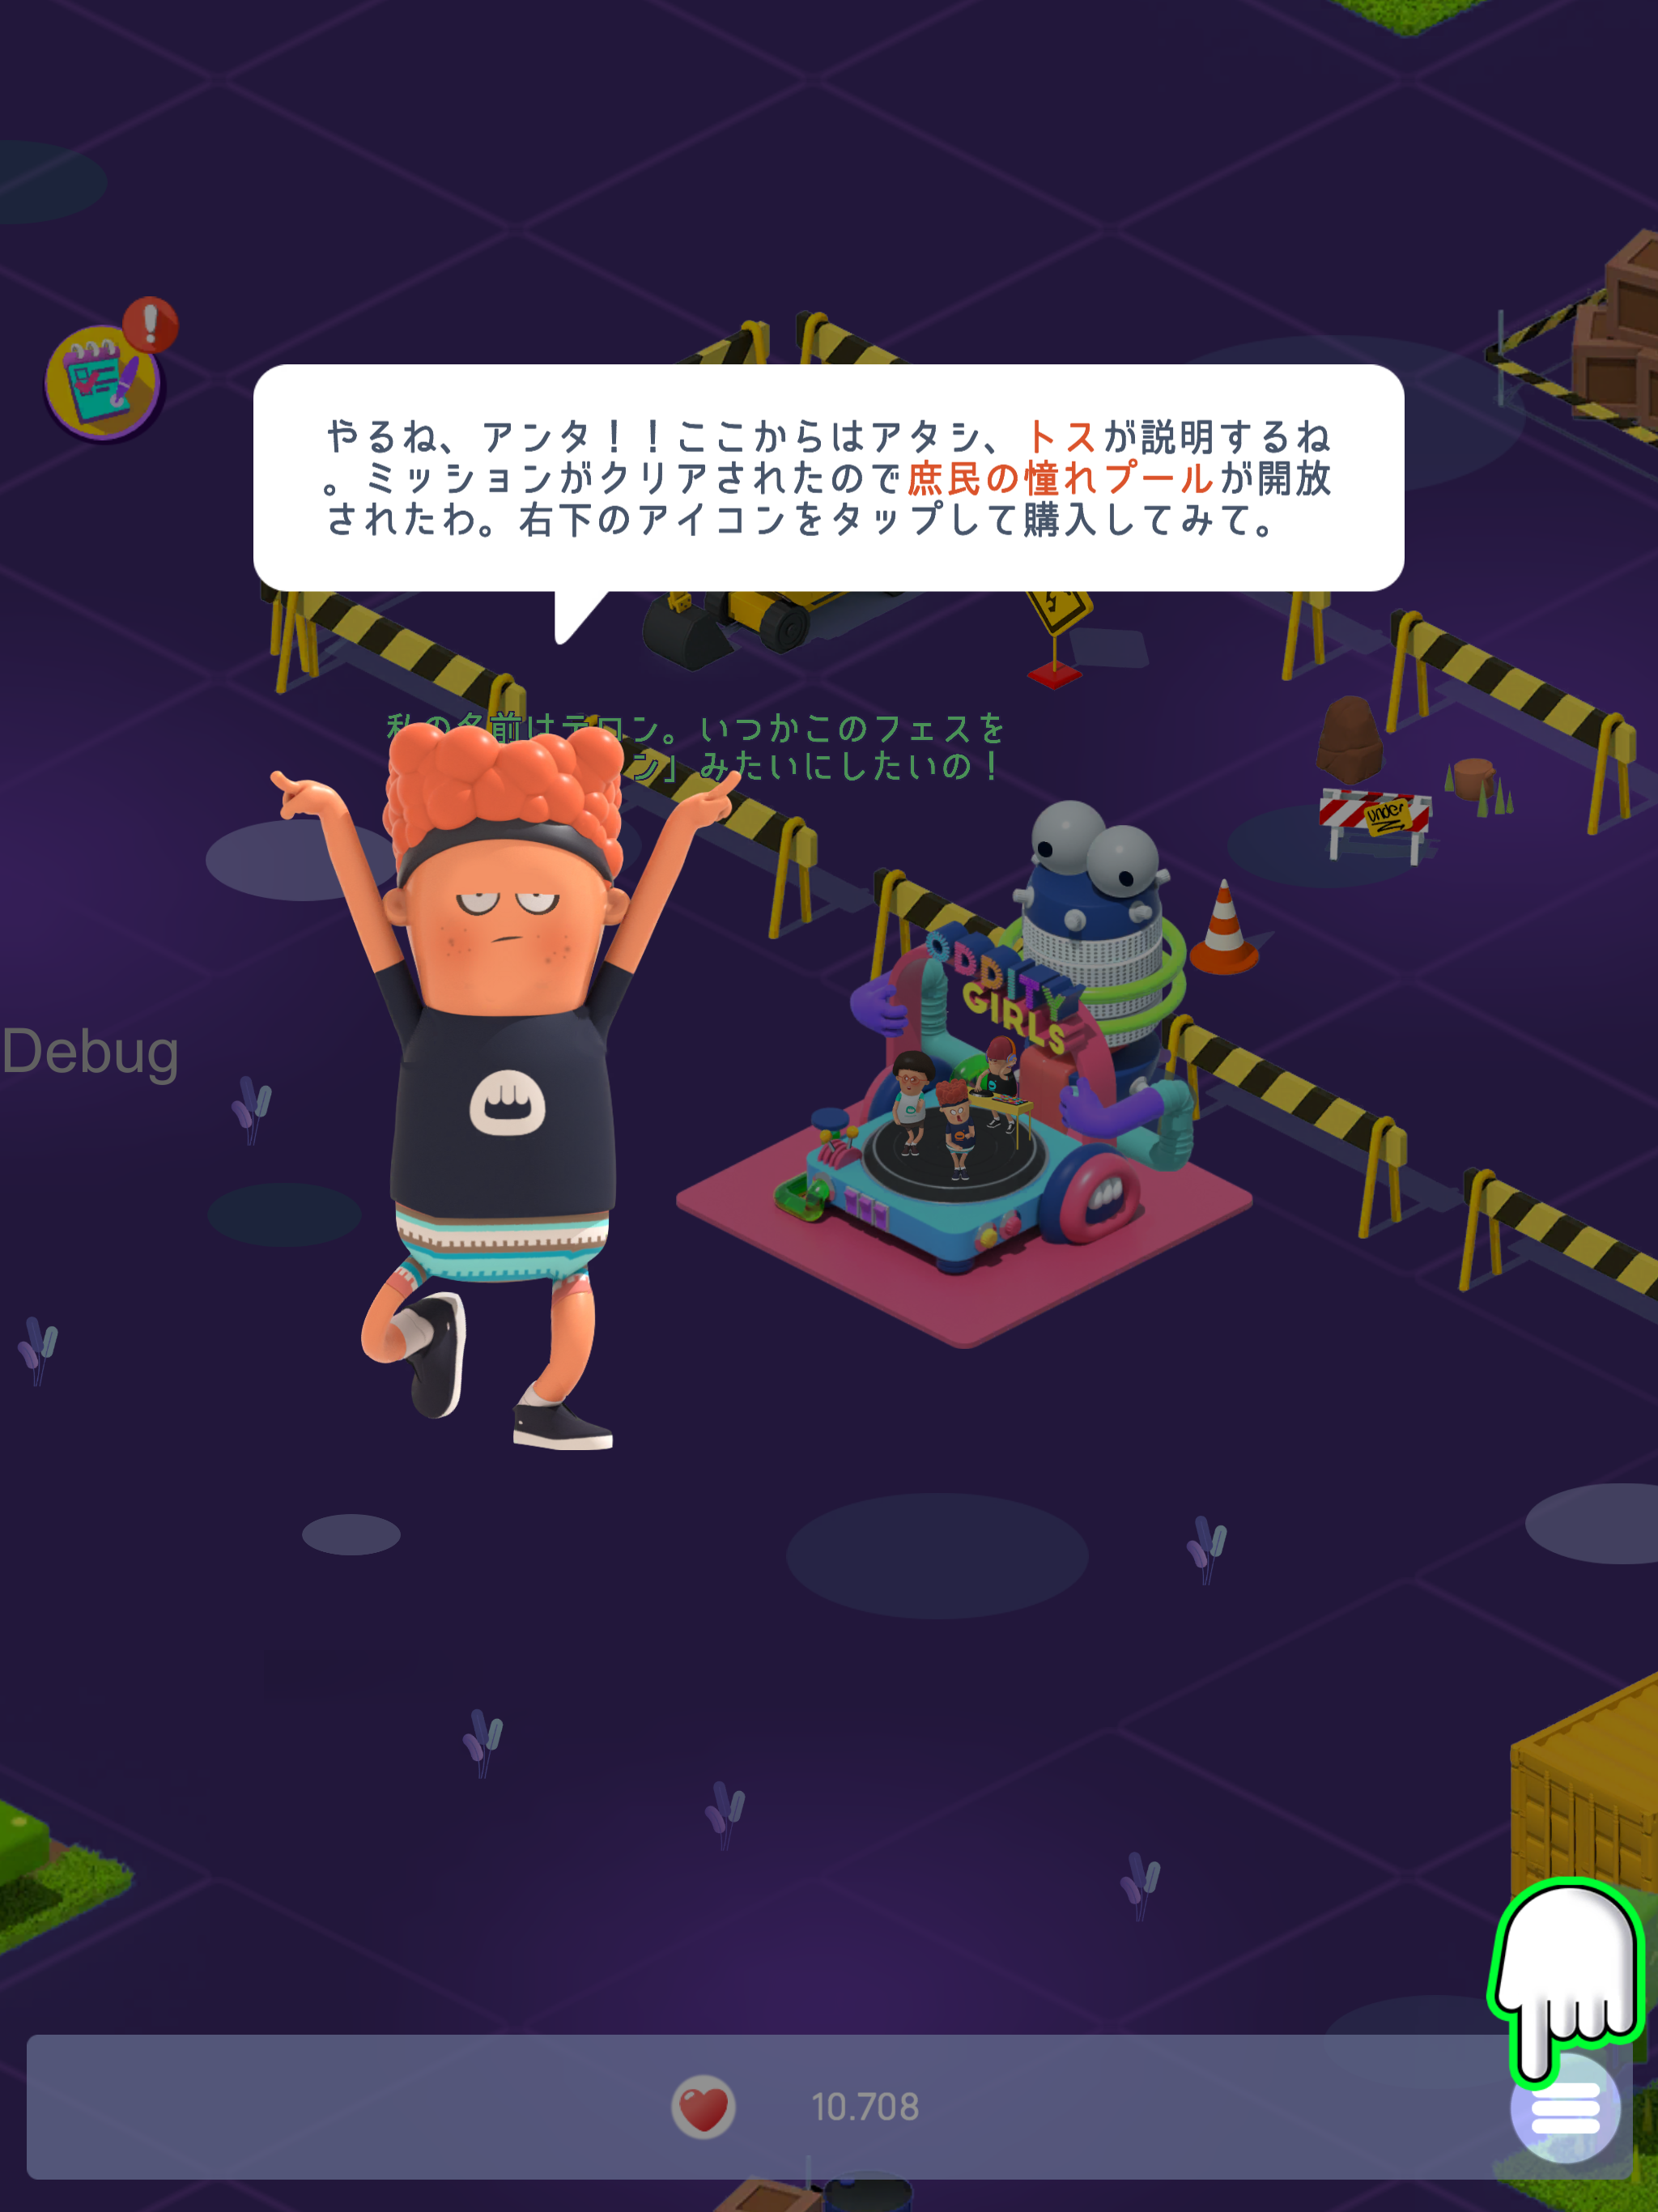 やるね、アンタ！！ここからはアタシ、トスが説明するね
。ミッションがクリアされたので庶民の憧れプールが開放
されたわ。右下のアイコンをタップして購入してみて。
私の名前はテロン。いつかこのフェスを
ン」みたいにしたいの！
under
ODDITY
GIRLS
Debug
10.708